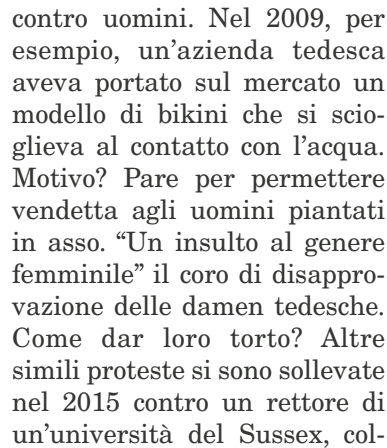 contro uomini. Nel 2009, per
esempio, un’azienda tedesca
aveva portato sul mercato un
modello di bikini che si scio-
glieva al contatto con l’acqua.
Motivo? Pare per permettere
vendetta agli uomini piantati
in asso. “Un insulto al genere
femminile” il coro di disappro-
vazione delle damen tedesche.
Come dar loro torto? Altre
simili proteste si sono sollevate
nel 2015 contro un rettore di
un’università del Sussex, col-